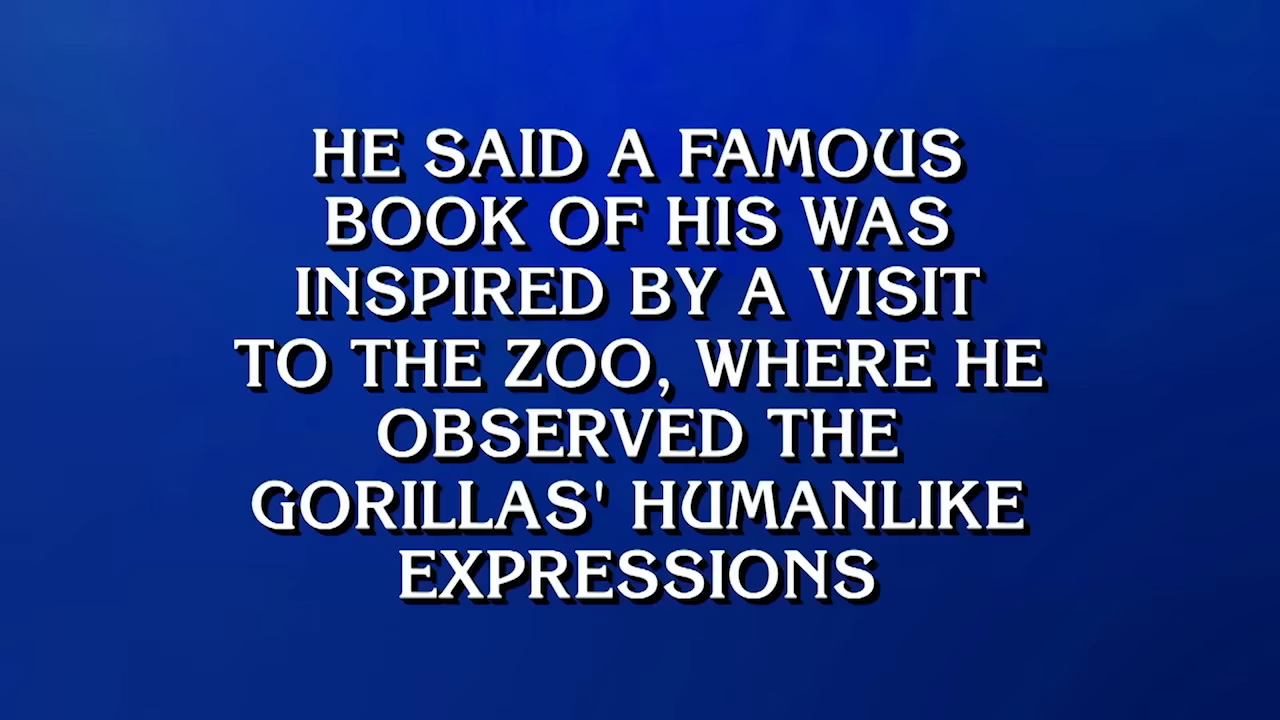 HE SAID A FAMOUS
BOOK OF HIS WAS
INSPIRED BY A VISIT
TO THE ZOO, WHERE HE
OBSERVED THE
GORILLAS' HUMANLIKE
EXPRESSIONS